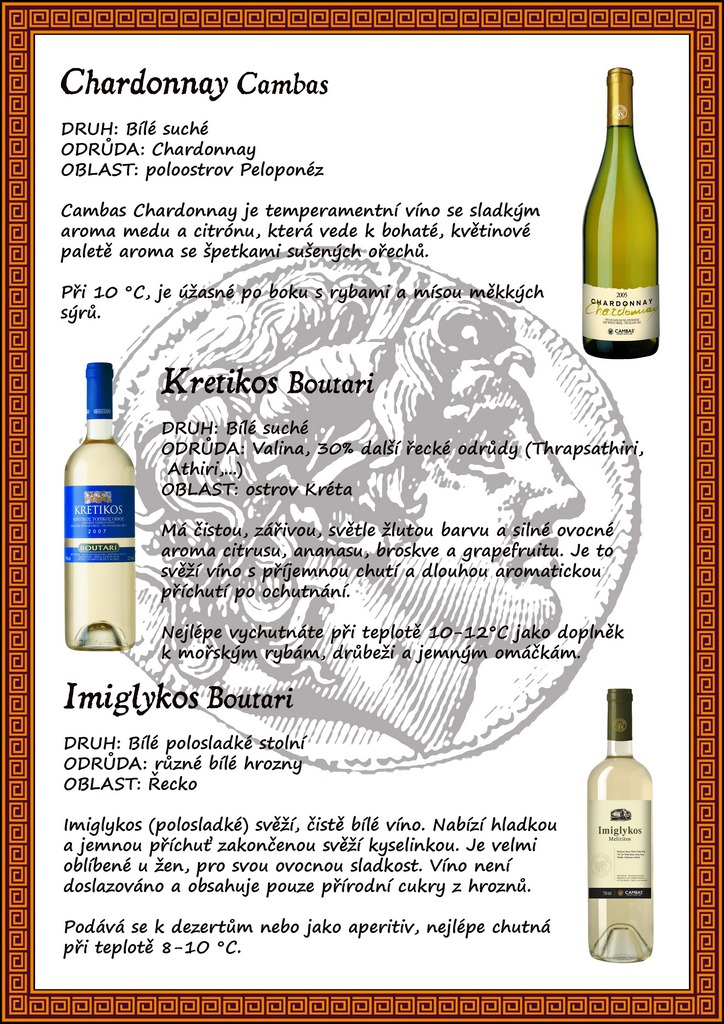 Chardonnay Cambas
DRUH: Bílé suché
ODRŮDA: Chardonnay
OBLAST: poloostrov Peloponéz
Cambas Chardonnay je temperamentní víno se sladkým
aroma medu a citrónu, která vede k bohaté, květinové
paletě aroma se špetkami sušených ořechů.
Při 10 °C, je úžasné po boku s rybami a mísou měkkých
sýrů.
2005
CHARDONNAY
Chardonnay
CAMBAS
Kretikos Boutari
DRUH: Bílé suché
ODRŮDA: Valina, 30% další řecké odrůdy (Thrapsathiri,
Athiri,...)
OBLAST: ostrov Kréta
Má čistou, zářivou, světle žlutou barvu a silné ovocné
aroma citrusu, ananasu, broskve a grapefruitu. Je to
svěží víno s příjemnou chutí a dlouhou aromatickou
příchutí po ochutnání.
Nejlépe vychutnáte při teplotě 10-12°C jako doplněk
k mořským rybám, drůbeži a jemným omáčkám.
BOUTARI
KRETIKOS
2007
BOUTARI
Imiglykos Boutari
DRUH: Bílé polosladké stolní
ODRŮDA: různé bílé hrozny
OBLAST: Řecko
Imiglykos (polosladké) svěží, čistě bílé víno. Nabízí hladkou
a jemnou příchuť zakončenou svěží kyselinkou. Je velmi
oblíbené u žen, pro svou ovocnou sladkost. Víno není
doslazováno a obsahuje pouze přírodní cukry z hroznů.
Podává se k dezertům nebo jako aperitiv, nejlépe chutná
při teplotě 8-10 °C.
Imiglykos
Meliritos
CAMBAS